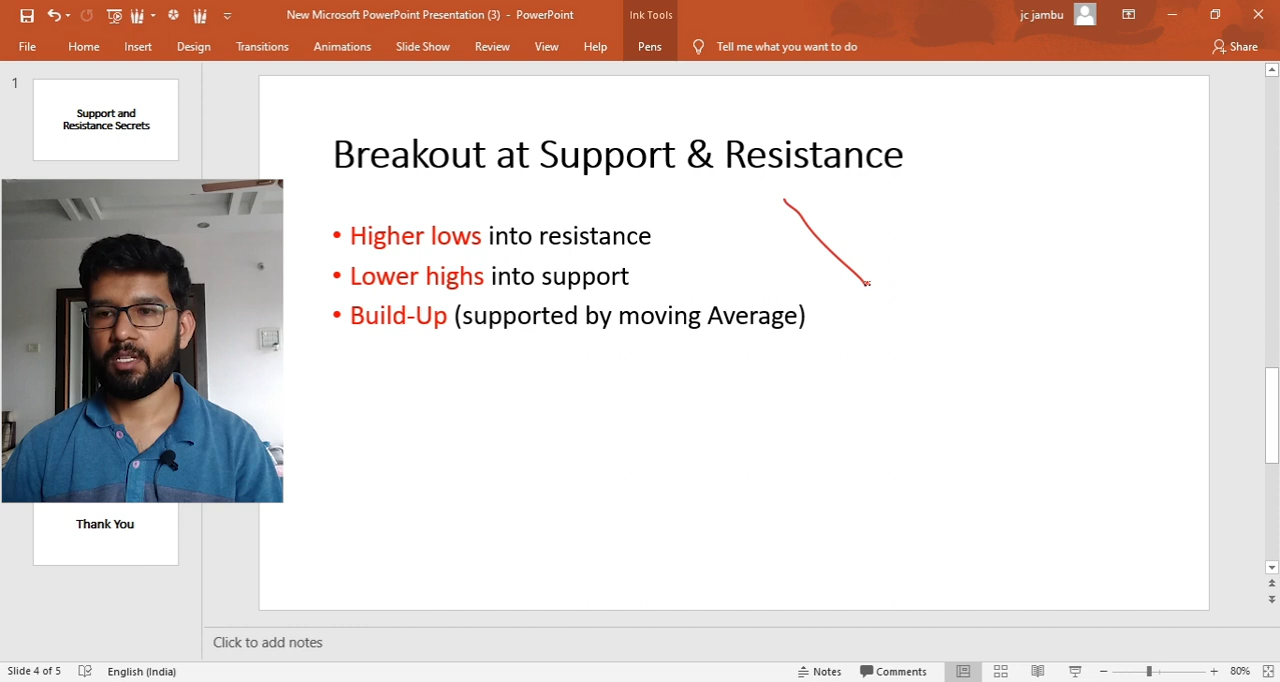 New Microsoft PowerPoint Presentation (3) - PowerPoint
Ink Tools
jc jambu
File Home Insert Design Transitions Animations Slide Show Review View Help Pens Tell me what you want to do Share
1
Support and
Resistance Secrets
Breakout at Support & Resistance
• Higher lows into resistance
• Lower highs into support
• Build-Up (supported by moving Average)
Thank You
Click to add notes
Slide 4 of 5 English (India) Notes Comments 80%